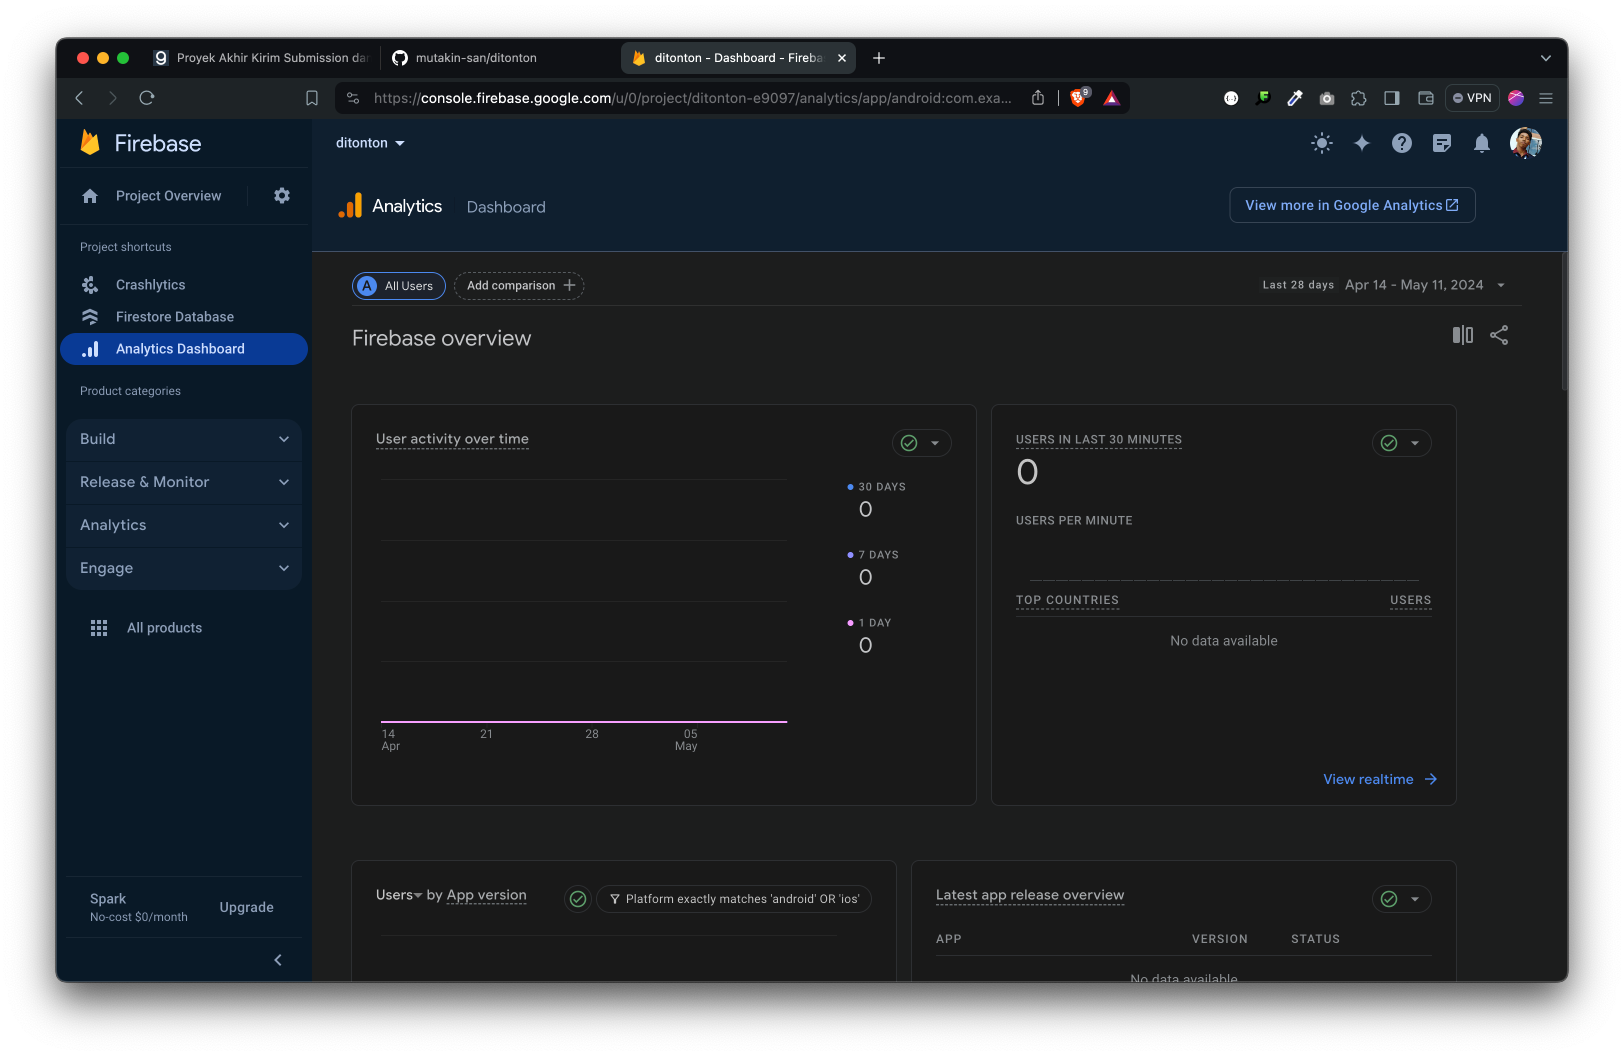 Proyek Akhir Kirim Submission da
mutakin-san/ditonton
ditonton - Dashboard - Fireba
https://console.firebase.google.com/u/0/project/ditonton-e9097/analytics/app/android:com.exa...
9
VPN
Firebase
ditonton
Project Overview
Analytics
Dashboard
View more in Google Analytics
Project shortcuts
Crashlytics
Firestore Database
Analytics Dashboard
Product categories
Build
Release & Monitor
Analytics
Engage
All products
Spark
No-cost $0/month
Upgrade
A All Users
Add comparison
Last 28 days Apr 14 - May 11, 2024
Firebase overview
User activity over time
30 DAYS
0
7 DAYS
0
1 DAY
0
14 21 28 05
Apr May
USERS IN LAST 30 MINUTES
0
USERS PER MINUTE
TOP COUNTRIES USERS
No data available
View realtime
Users by App version
Platform exactly matches 'android' OR 'ios'
Latest app release overview
APP VERSION STATUS
No data available